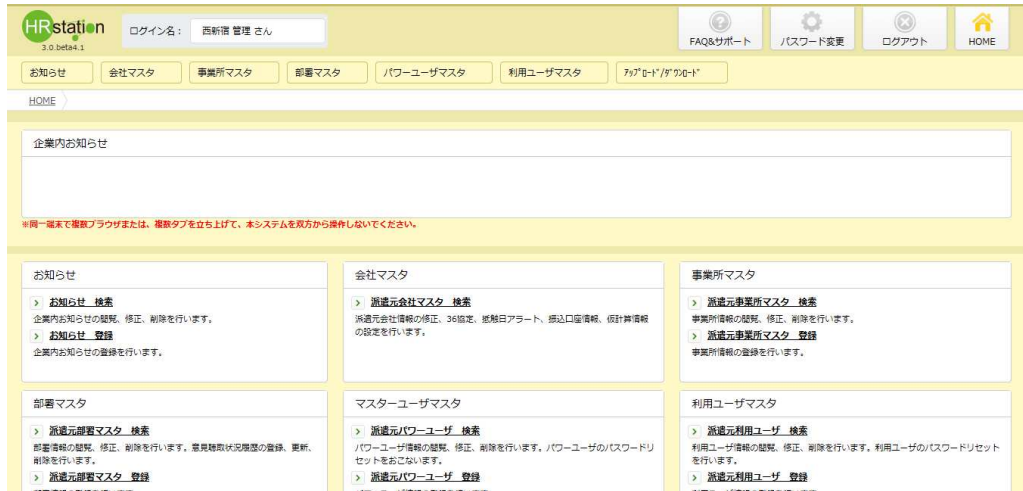 HRstation
3.0.beta4.1
ログイン名： 西新宿 管理 さん
FAQ&サポート パスワード変更 ログアウト HOME
お知らせ 会社マスタ 事業所マスタ 部署マスタ パワーユーザマスタ 利用ユーザマスタ ｱｯﾌﾟﾛｰﾄﾞ/ﾀﾞｳﾝﾛｰﾄﾞ
HOME
企業内お知らせ
※同一端末で複数ブラウザまたは、複数タブを立ち上げて、本システムを双方から操作しないでください。
お知らせ
お知らせ 検索
企業内お知らせの閲覧、修正、削除を行います。
お知らせ 登録
企業内お知らせの登録を行います。
会社マスタ
派遣元会社マスタ 検索
派遣元会社情報の修正、36協定、抵触日アラート、振込口座情報、仮計算情報
の設定を行います。
事業所マスタ
派遣元事業所マスタ 検索
事業所情報の閲覧、修正、削除を行います。
派遣元事業所マスタ 登録
事業所情報の登録を行います。
部署マスタ
派遣元部署マスタ 検索
部署情報の閲覧、修正、削除を行います。意見聴取状況履歴の登録、更新、
削除を行います。
派遣元部署マスタ 登録
マスターユーザマスタ
派遣元パワーユーザ 検索
パワーユーザ情報の閲覧、修正、削除を行います。パワーユーザのパスワードリ
セットをおこないます。
派遣元パワーユーザ 登録
利用ユーザマスタ
派遣元利用ユーザ 検索
利用ユーザ情報の閲覧、修正、削除を行います。利用ユーザのパスワードリセット
を行います。
派遣元利用ユーザ 登録